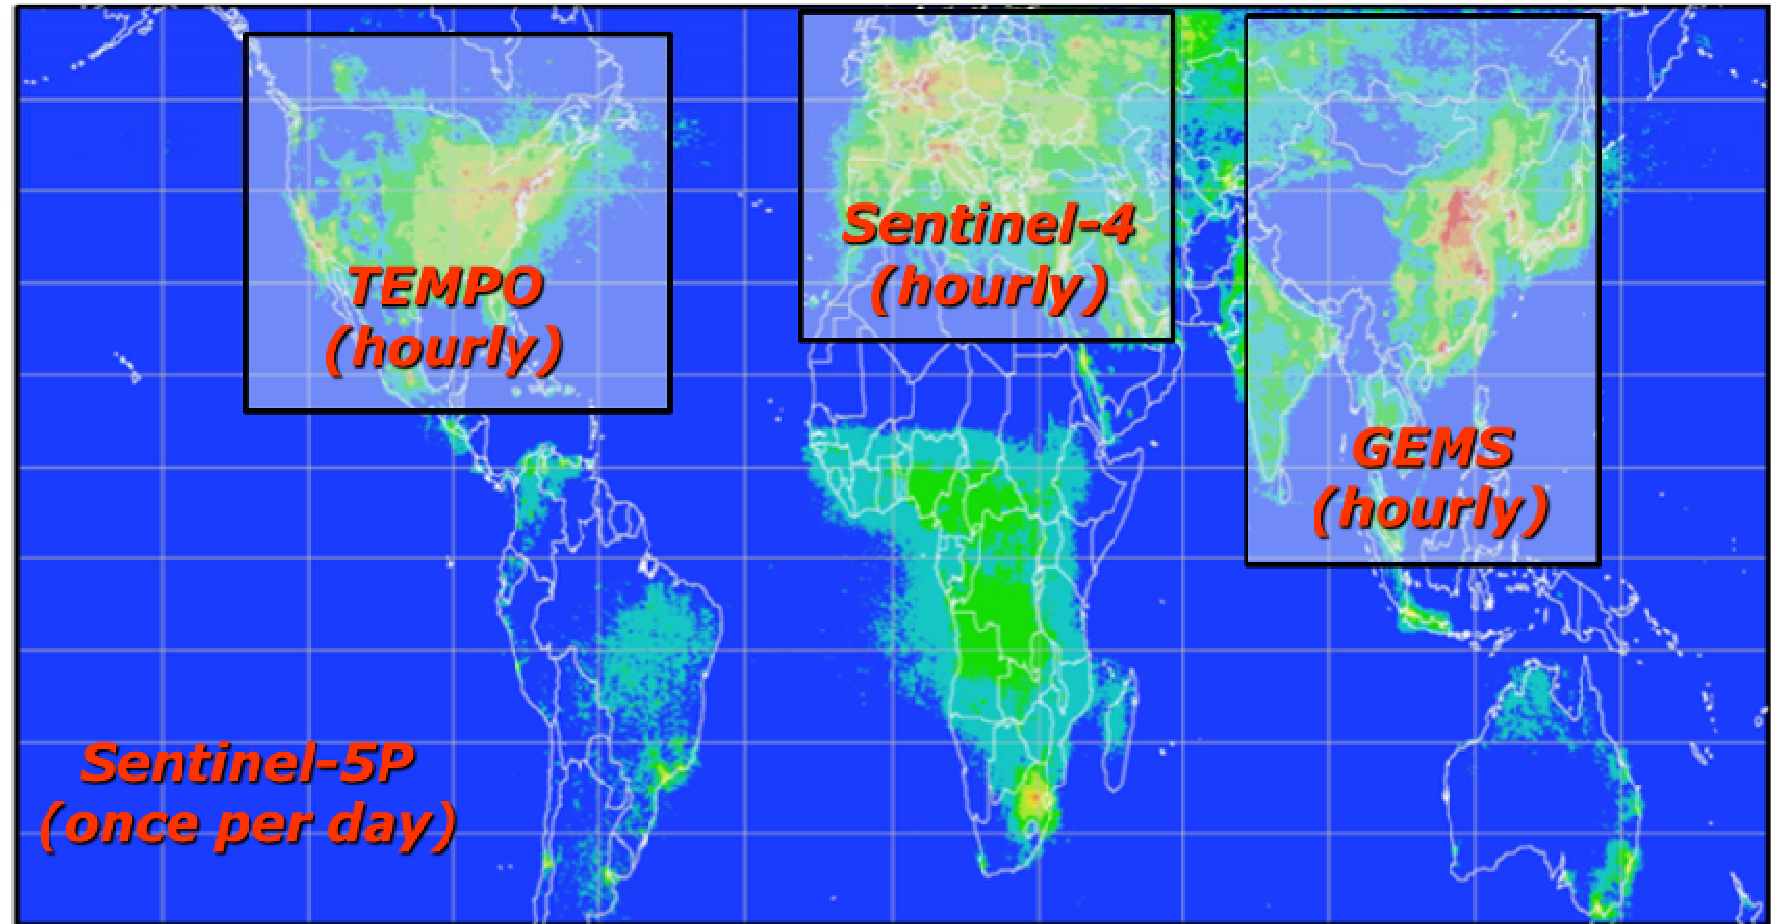 TEMPO
(hourly)
Sentinel-4
(hourly)
GEMS
(hourly)
Sentinel-5P
(once per day)